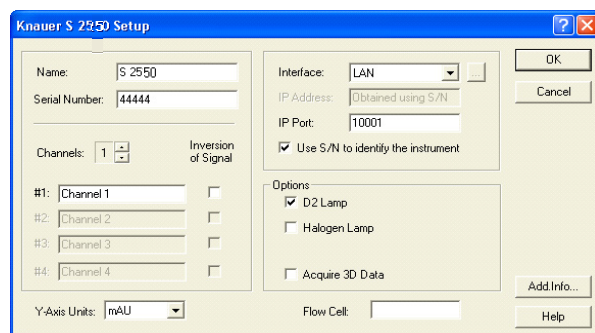 Knauer S 2550 Setup
OK
Cancel
Name: S 2550
Serial Number: 44444
Channels: 1
Inversion
of Signal
#1: Channel 1
#2: Channel 2
#3: Channel 3
#4: Channel 4
Y-Axis Units: mAU
Interface: LAN
...
IP Address: Obtained using S/N
IP Port: 10001
Use S/N to identify the instrument
Options
D2 Lamp
Halogen Lamp
Acquire 3D Data
Flow Cell:
Add.Info...
Help